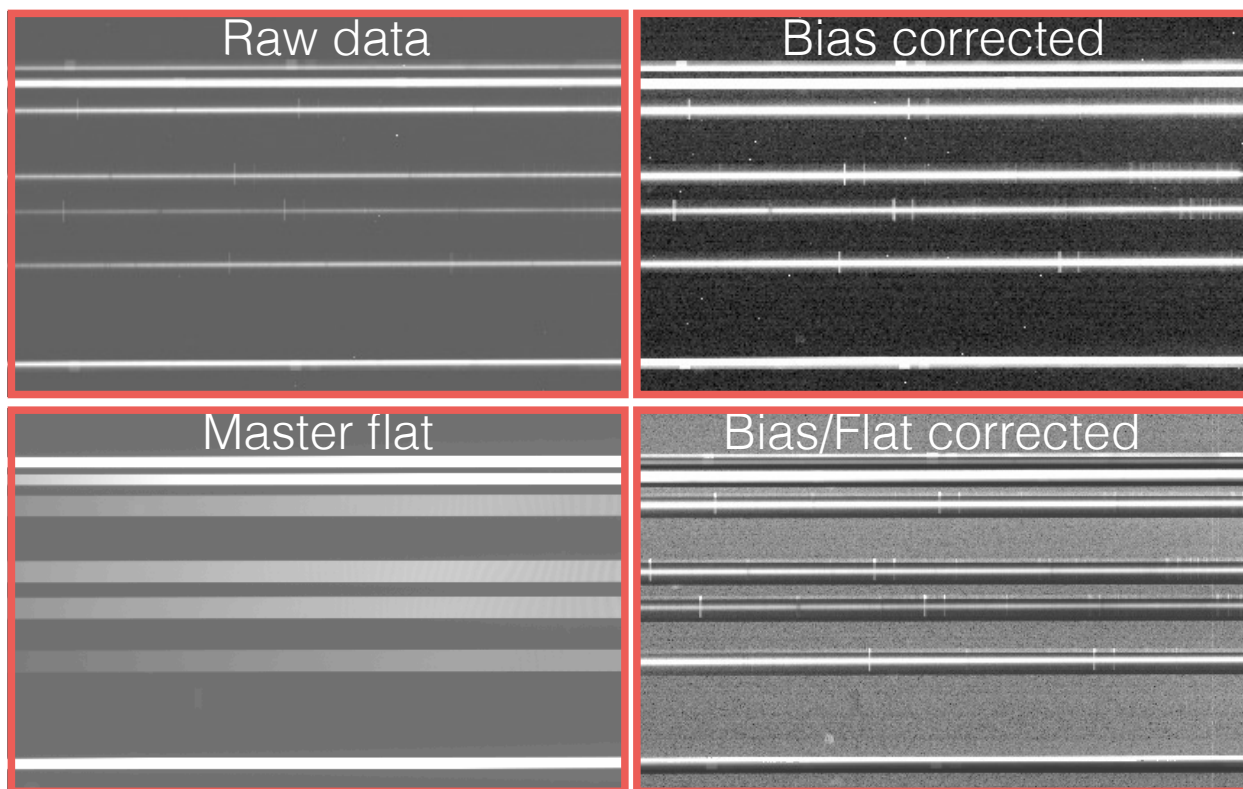 Raw data
Bias corrected
Master flat
Bias/Flat corrected